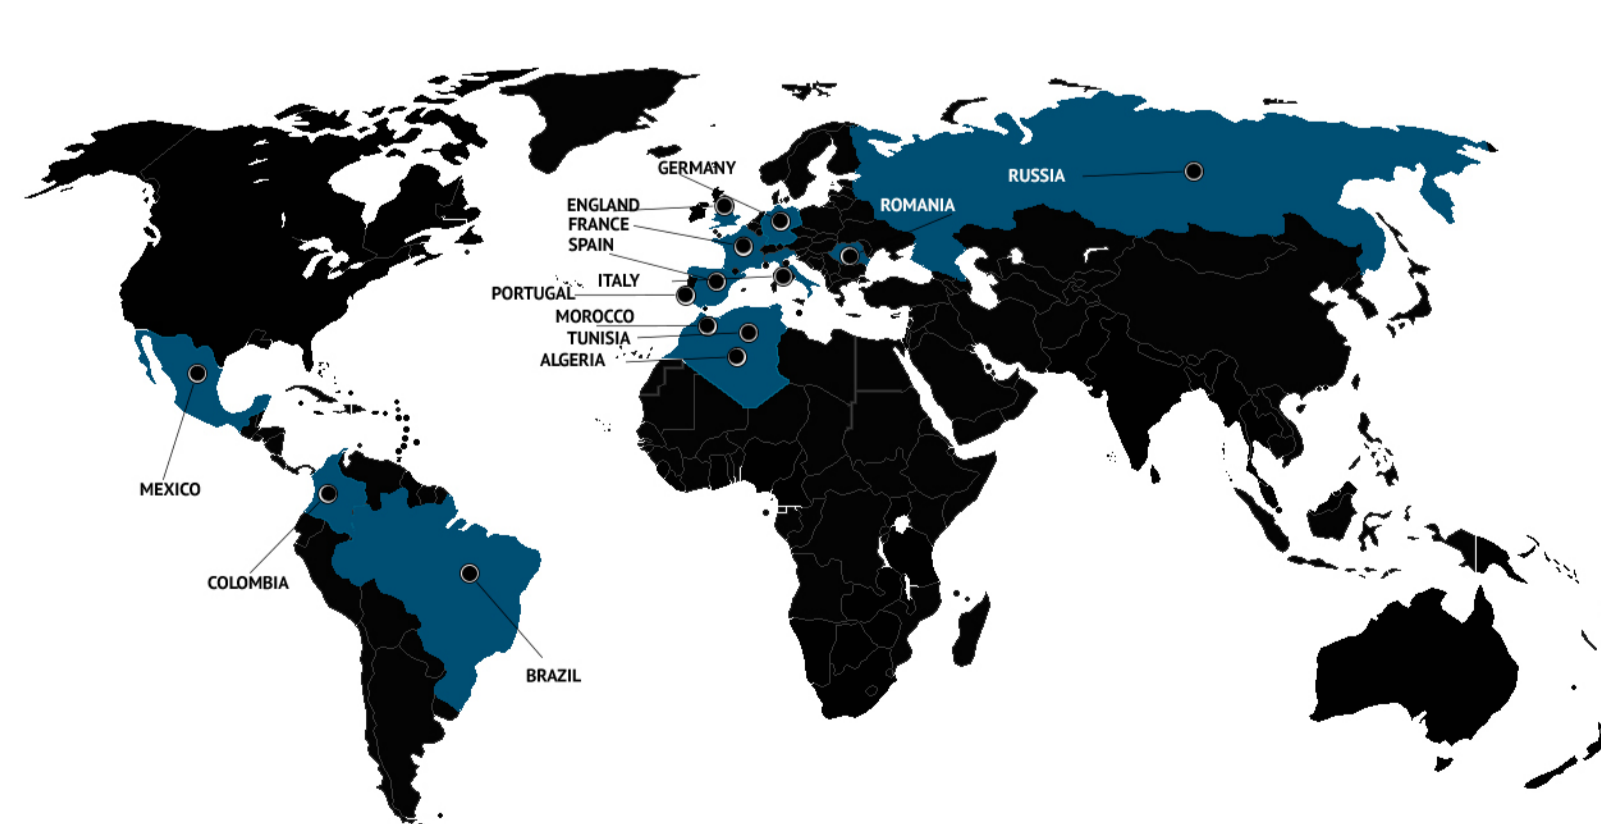 GERMANY
RUSSIA
ENGLAND
ROMANIA
FRANCE
SPAIN
ITALY
PORTUGAL
MOROCCO
TUNISIA
ALGERIA
MEXICO
COLOMBIA
BRAZIL